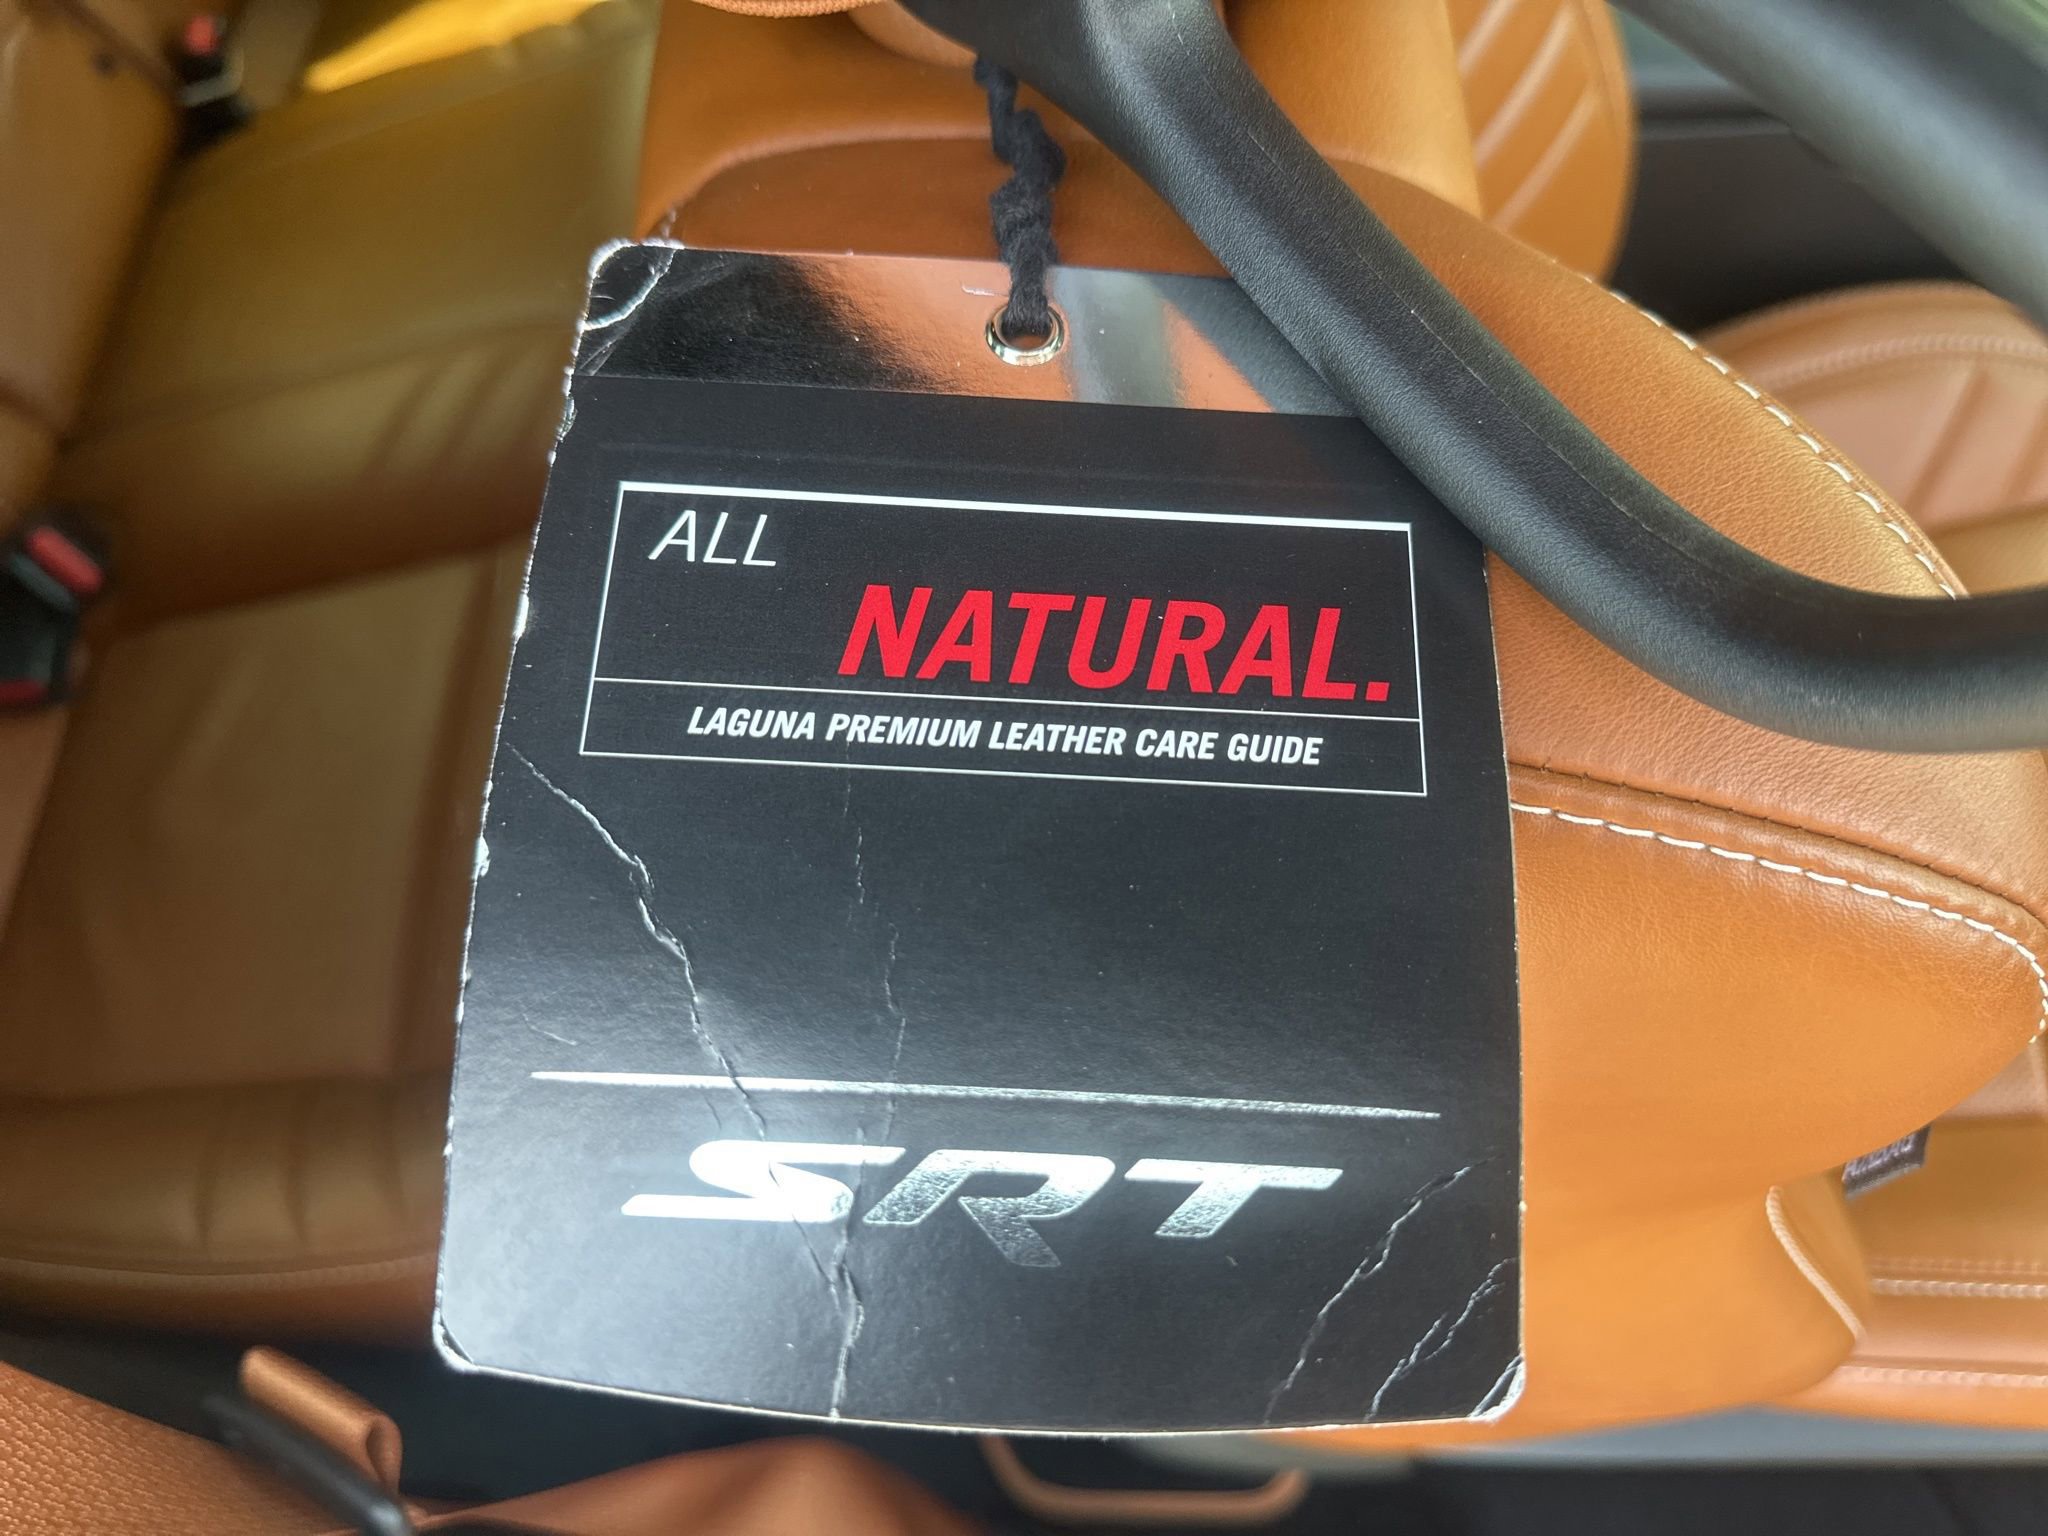 ALL
NATURAL.
LAGUNA PREMIUM LEATHER CARE GUIDE
SRT